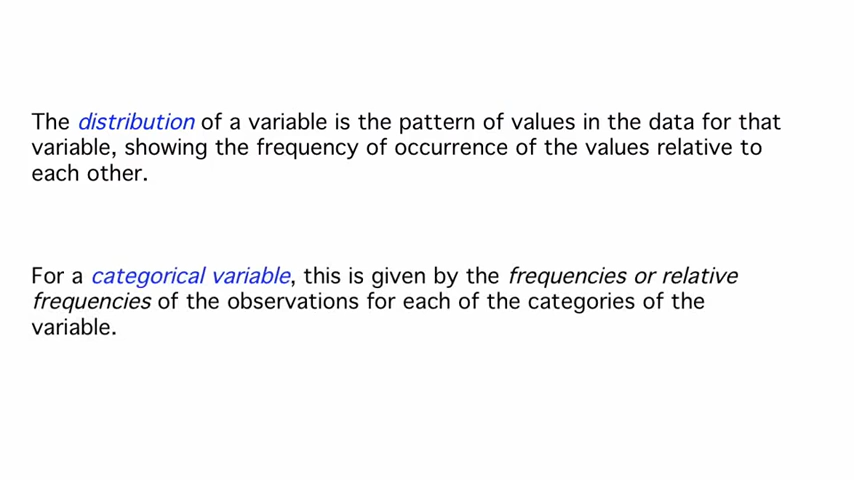 The distribution of a variable is the pattern of values in the data for that
variable, showing the frequency of occurrence of the values relative to
each other.
For a categorical variable, this is given by the frequencies or relative
frequencies of the observations for each of the categories of the
variable.